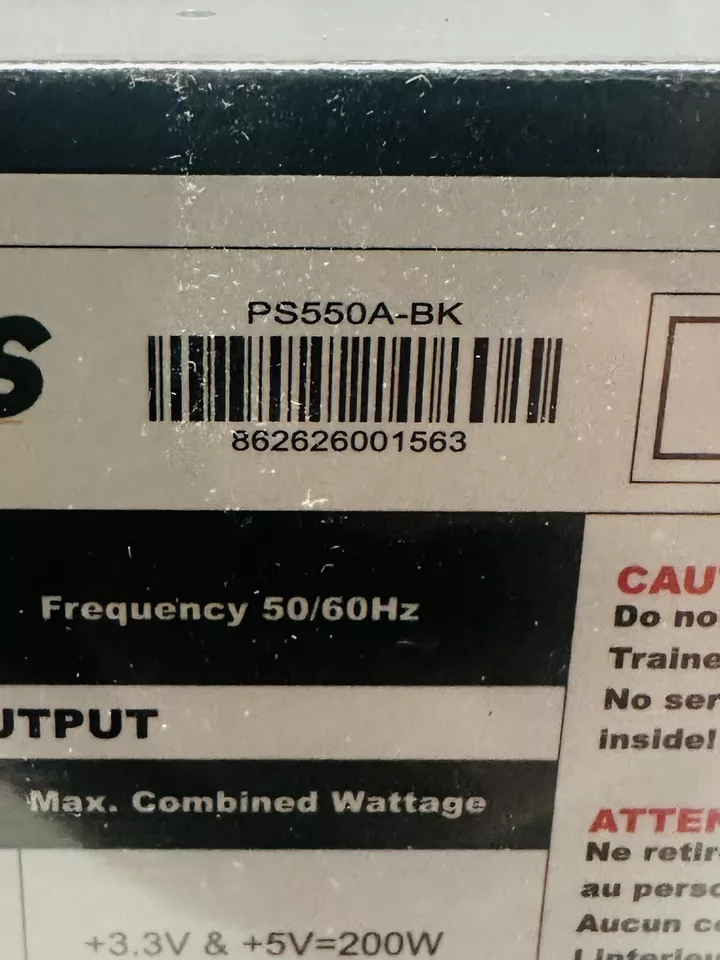 S
PS550A-BK
862626001563
Frequency 50/60Hz
CAU
Do no
Traine
No ser
inside!
UTPUT
Max. Combined Wattage
ATTEN
Ne retir
au perso
Aucun co
+3.3V & +5V=200W